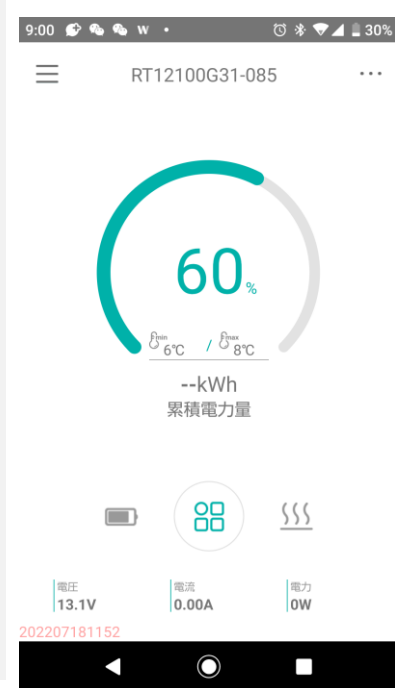 9:00 W 30%
RT12100G31-085
60%
min 6℃ / max 8℃
--kWh
累積電力量
電圧 電流 電力
13.1V 0.00A 0W
202207181152